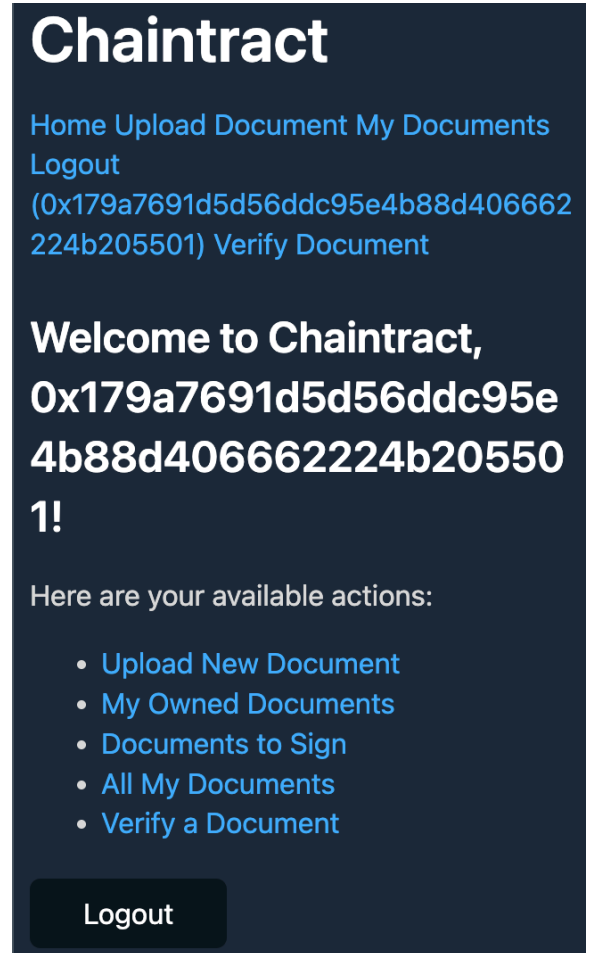 Chaintract
Home Upload Document My Documents
Logout
(0x179a7691d5d56ddc95e4b88d406662
224b205501) Verify Document
Welcome to Chaintract,
0x179a7691d5d56ddc95e
4b88d406662224b20550
1!
Here are your available actions:
• Upload New Document
• My Owned Documents
• Documents to Sign
• All My Documents
• Verify a Document
Logout